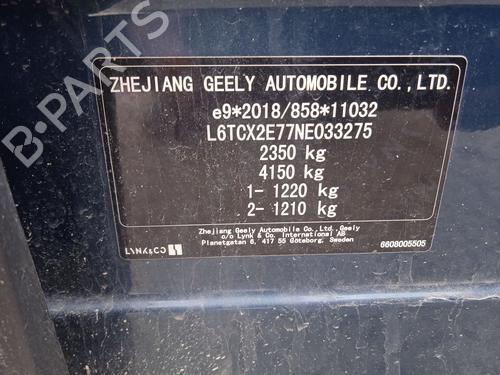 B-PARTS
ZHEJIANG GEELY AUTOMOBILE CO.,LTD.
e9*2018/858*11032
L6TCX2E77NE033275
2350 kg
4150 kg
1- 1220 kg
2- 1210 kg
Zhejiang Geely Automobile Co.,Ltd.,Geely
c/o Lynk & Co. International AB
Planetgatan 6, 417 55 Göteborg, Sweden
LYNK&CO
6608005505